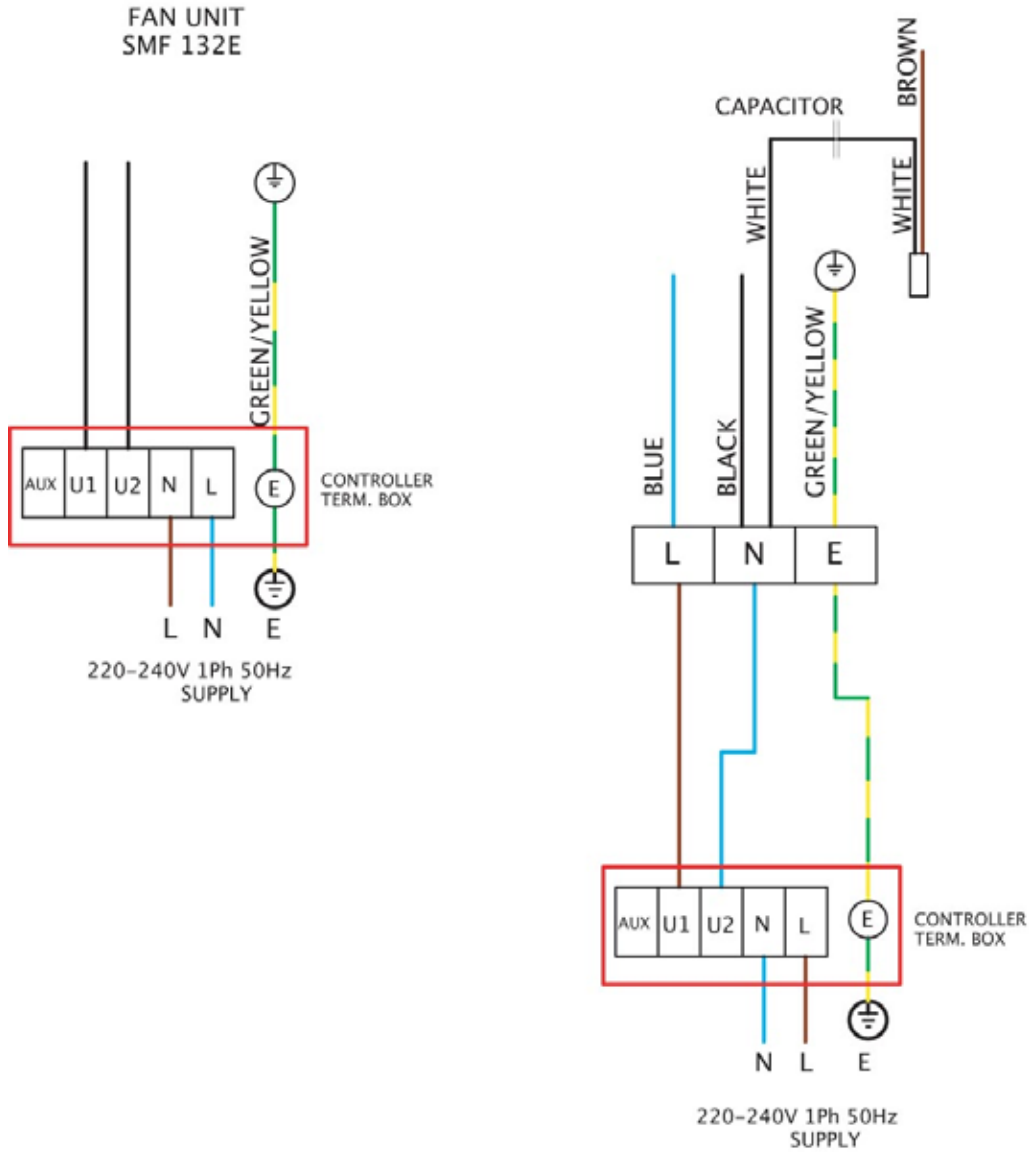 FAN UNIT
SMF 132E
GREEN/YELLOW
AUX U1 U2 N L E
CONTROLLER
TERM. BOX
L N E
220-240V 1Ph 50Hz
SUPPLY
CAPACITOR
BROWN
WHITE
WHITE
BLUE
BLACK
GREEN/YELLOW
L N E
AUX U1 U2 N L E
CONTROLLER
TERM. BOX
N L E
220-240V 1Ph 50Hz
SUPPLY